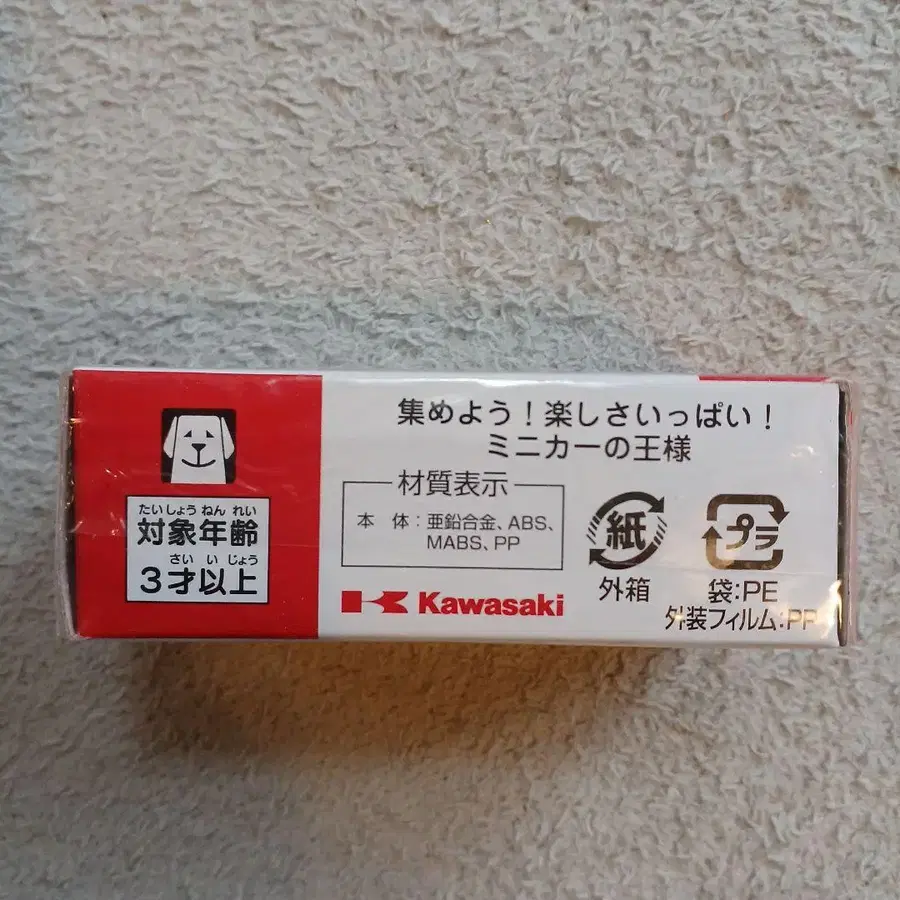 たいしょう ねん れい
対象年齢
さい い じょう
3才以上
集めよう!楽しさいっぱい!
ミニカーの王様
材質表示
本 体:亜鉛合金、ABS、
MABS、PP
Kawasaki
紙
外箱
プラ
袋:PE
外装フィルム:PP